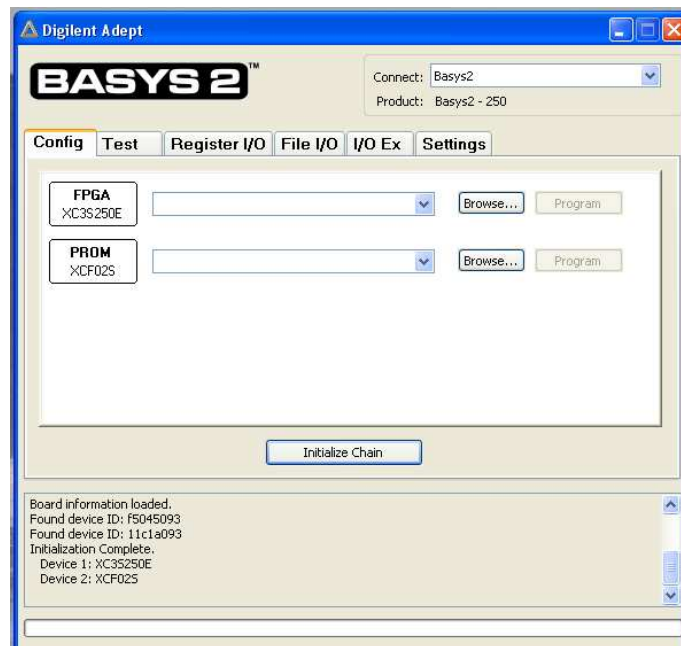 Digilent Adept
BASYS 2™
Connect: Basys2
Product: Basys2 - 250
Config Test Register I/O File I/O I/O Ex Settings
FPGA
XC3S250E
Browse... Program
PROM
XCF02S
Browse... Program
Initialize Chain
Board information loaded.
Found device ID: f5045093
Found device ID: 11c1a093
Initialization Complete.
Device 1: XC3S250E
Device 2: XCF02S